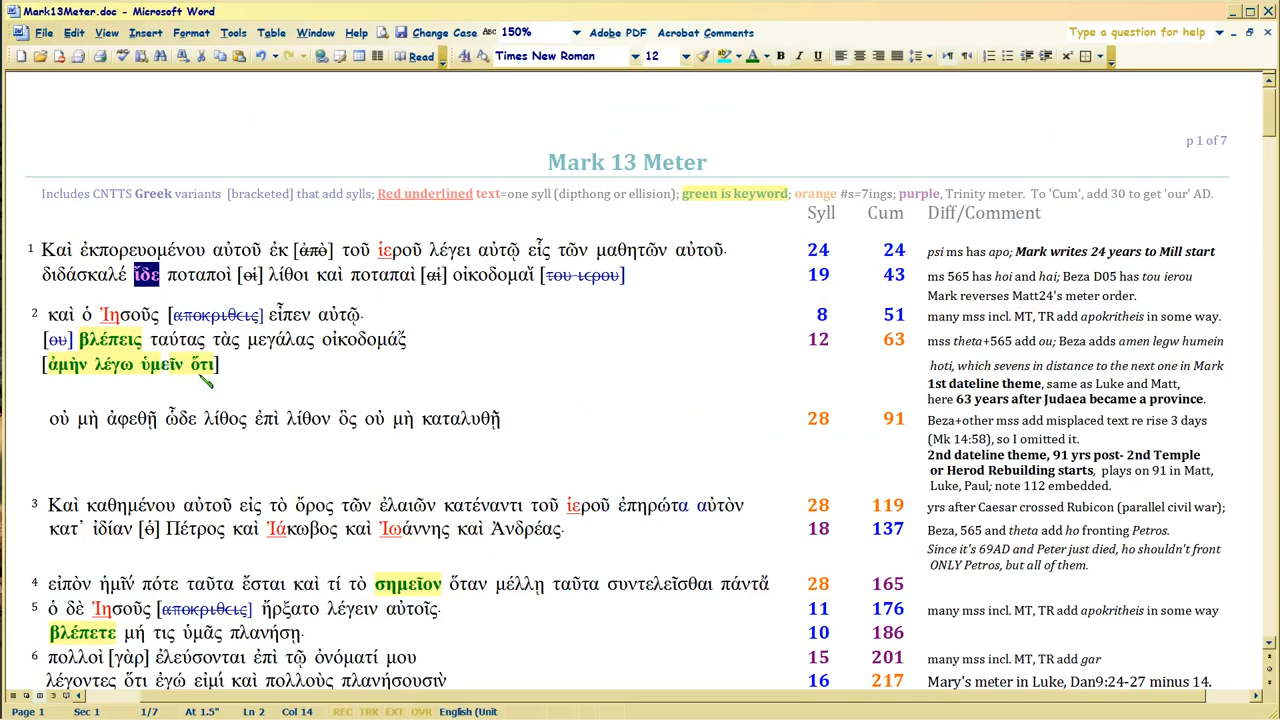 Mark13Meter.doc - Microsoft Word
File Edit View Insert Format Tools Table Window Help Change Case 150% Adobe PDF Acrobat Comments Type a question for help
Read Times New Roman 12
p 1 of 7
Mark 13 Meter
Includes CNTTS Greek variants [bracketed] that add sylls; Red underlined text=one syll (dipthong or ellision); green is keyword; orange #s=7ings; purple, Trinity meter. To 'Cum', add 30 to get 'our' AD.
Syll Cum Diff/Comment
1 Καὶ ἐκπορευομένου αὐτοῦ ἐκ [ἀπὸ] τοῦ ἱεροῦ λέγει αὐτῷ εἷς τῶν μαθητῶν αὐτοῦ· 24 24 psi ms has apo; Mark writes 24 years to Mill start
διδάσκαλέ ἴδε ποταποὶ [οἱ] λίθοι καὶ ποταπαὶ [αἱ] οἰκοδομαῖ [του ιερου] 19 43 ms 565 has hoi and hai; Beza D05 has tou ierou
Mark reverses Matt24's meter order.
2 καὶ ὁ Ἰησοῦς [αποκριθεις] εἶπεν αὐτῷ· 8 51 many mss incl. MT, TR add apokritheis in some way.
[ου] βλέπεις ταύτας τὰς μεγάλας οἰκοδομάς 12 63 mss theta+565 add ou; Beza adds amen legw humein
[ἀμὴν λέγω ὑμεῖν ὅτι] hoti, which sevens in distance to the next one in Mark
1st dateline theme, same as Luke and Matt,
here 63 years after Judaea became a province.
οὐ μὴ ἀφεθῇ ὧδε λίθος ἐπὶ λίθον ὃς οὐ μὴ καταλυθῇ 28 91 Beza+other mss add misplaced text re rise 3 days
(Mk 14:58), so I omitted it.
2nd dateline theme, 91 yrs post- 2nd Temple
or Herod Rebuilding starts, plays on 91 in Matt,
Luke, Paul; note 112 embedded.
3 Καὶ καθημένου αὐτοῦ εἰς τὸ ὄρος τῶν ἐλαιῶν κατέναντι τοῦ ἱεροῦ ἐπηρώτα αὐτὸν 28 119 yrs after Caesar crossed Rubicon (parallel civil war);
κατ᾽ ἰδίαν [ὁ] Πέτρος καὶ Ἰάκωβος καὶ Ἰωάννης καὶ Ἀνδρέας· 18 137 Beza, 565 and theta add ho fronting Petros.
Since it's 69AD and Peter just died, ho shouldn't front
ONLY Petros, but all of them.
4 εἰπὸν ἡμῖν πότε ταῦτα ἔσται καὶ τί τὸ σημεῖον ὅταν μέλλῃ ταῦτα συντελεῖσθαι πάντα 28 165
5 ὁ δὲ Ἰησοῦς [αποκριθεις] ἤρξατο λέγειν αὐτοῖς· 11 176 many mss incl. MT, TR add apokritheis in some way
βλέπετε μή τις ὑμᾶς πλανήσῃ· 10 186
6 πολλοὶ [γὰρ] ἐλεύσονται ἐπὶ τῷ ὀνόματί μου 15 201 many mss incl. MT, TR add gar
λέγοντες ὅτι ἐγώ εἰμί καὶ πολλοὺς πλανήσουσιν 16 217 Mary's meter in Luke, Dan9:24-27 minus 14.
Page 1 Sec 1 1/7 At 1.5" Ln 2 Col 14 REC TRK EXT OVR English (Unit